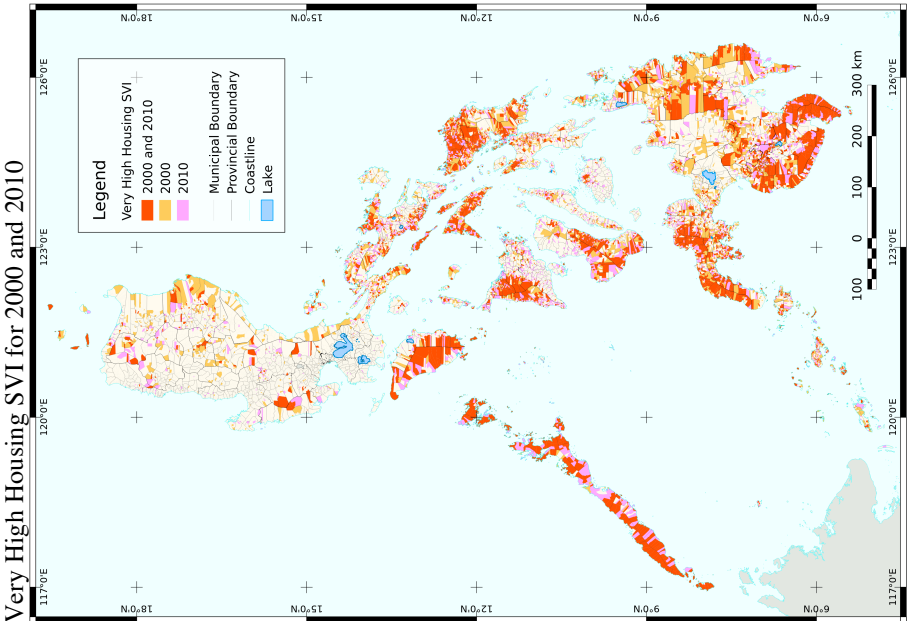 Very High Housing SVI for 2000 and 2010
117°0'E
120°0'E
123°0'E
126°0'E
18°0'N
15°0'N
12°0'N
9°0'N
6°0'N
Legend
Very High Housing SVI
2000 and 2010
2000
2010
Municipal Boundary
Provincial Boundary
Coastline
Lake
100 0 100 200 300 km
18°0'N
15°0'N
12°0'N
9°0'N
6°0'N
117°0'E
120°0'E
123°0'E
126°0'E